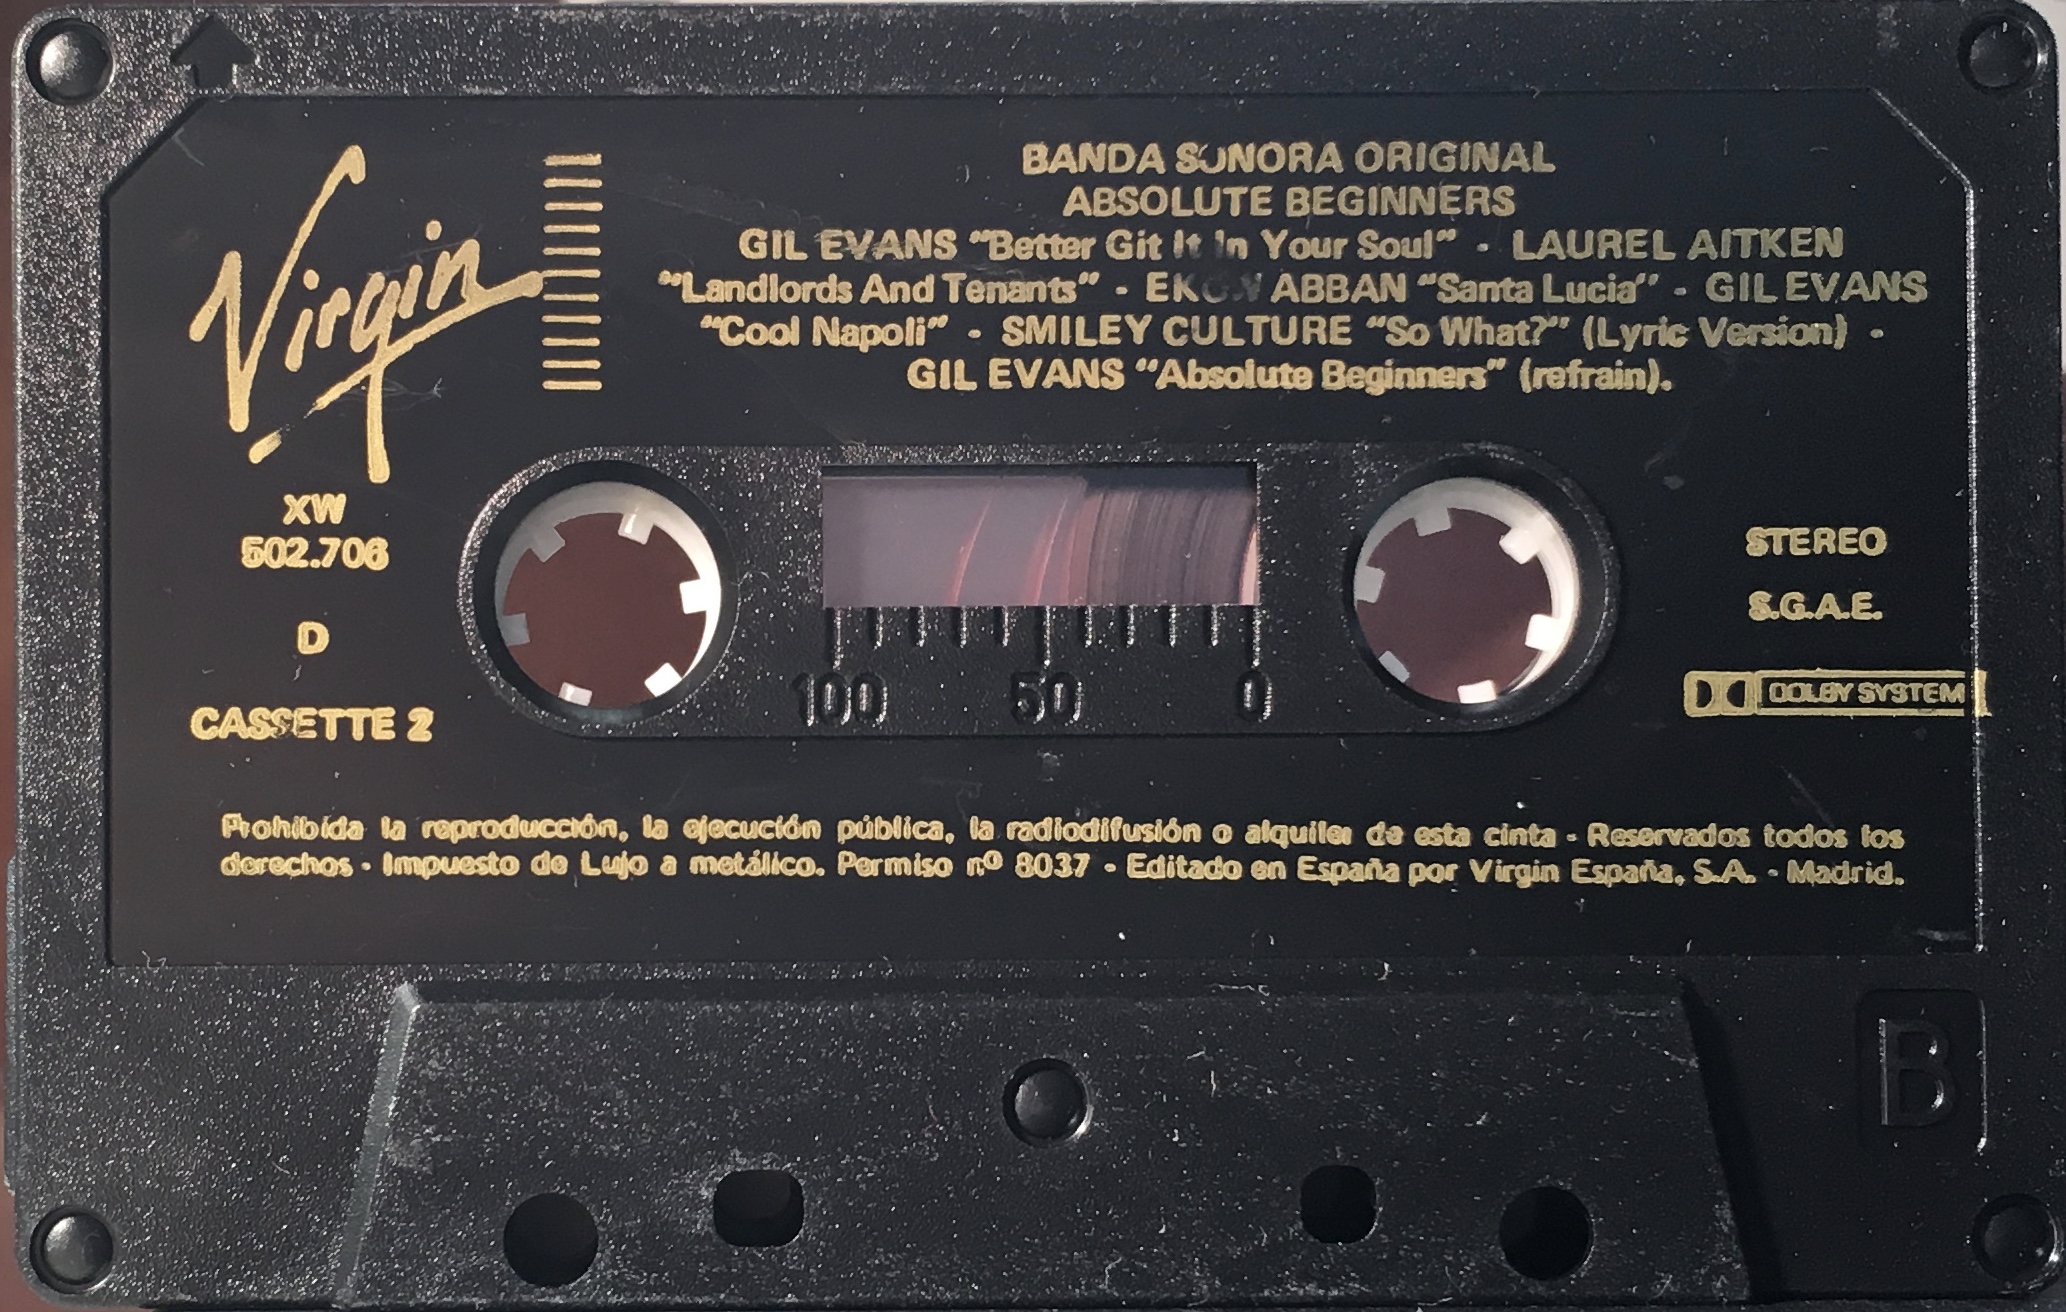 Virgin
BANDA SONORA ORIGINAL
ABSOLUTE BEGINNERS
GIL EVANS “Better Git It In Your Soul” - LAUREL AITKEN
“Landlords And Tenants” - EKOW ABBAN “Santa Lucia” - GIL EVANS
“Cool Napoli” - SMILEY CULTURE “So What?” (Lyric Version) -
GIL EVANS “Absolute Beginners” (refrain).
XW
502.706
D
CASSETTE 2
100 50 0
STEREO
S.G.A.E.
DOLBY SYSTEM
Prohibida la reproducción, la ejecución pública, la radiodifusión o alquiler de esta cinta - Reservados todos los
derechos - Impuesto de Lujo a metálico. Permiso nº 8037 - Editado en España por Virgin España, S.A. - Madrid.
B